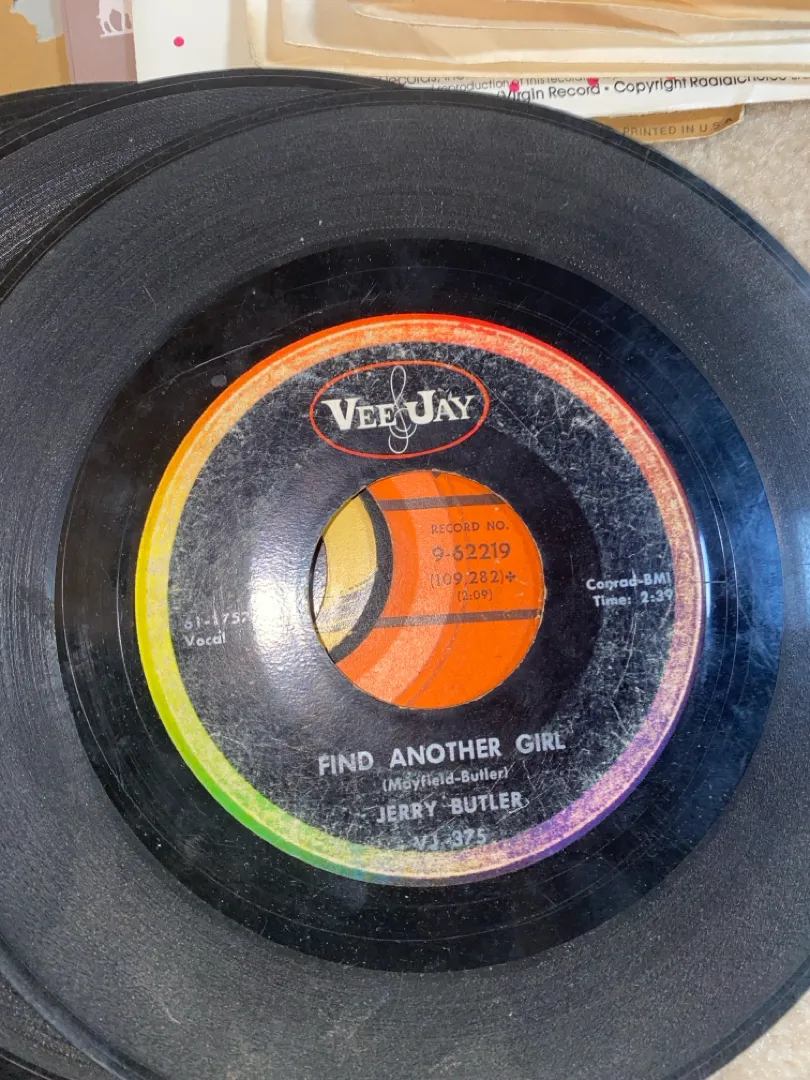 Virgin Record • Copyright
PRINTED IN U S A
VEE JAY
RECORD NO.
9-62219
(109,282)✤
(2:09)
Conrad-BMI
Time: 2:39
Vocal
FIND ANOTHER GIRL
(Mayfield-Butler)
JERRY BUTLER
VJ-375